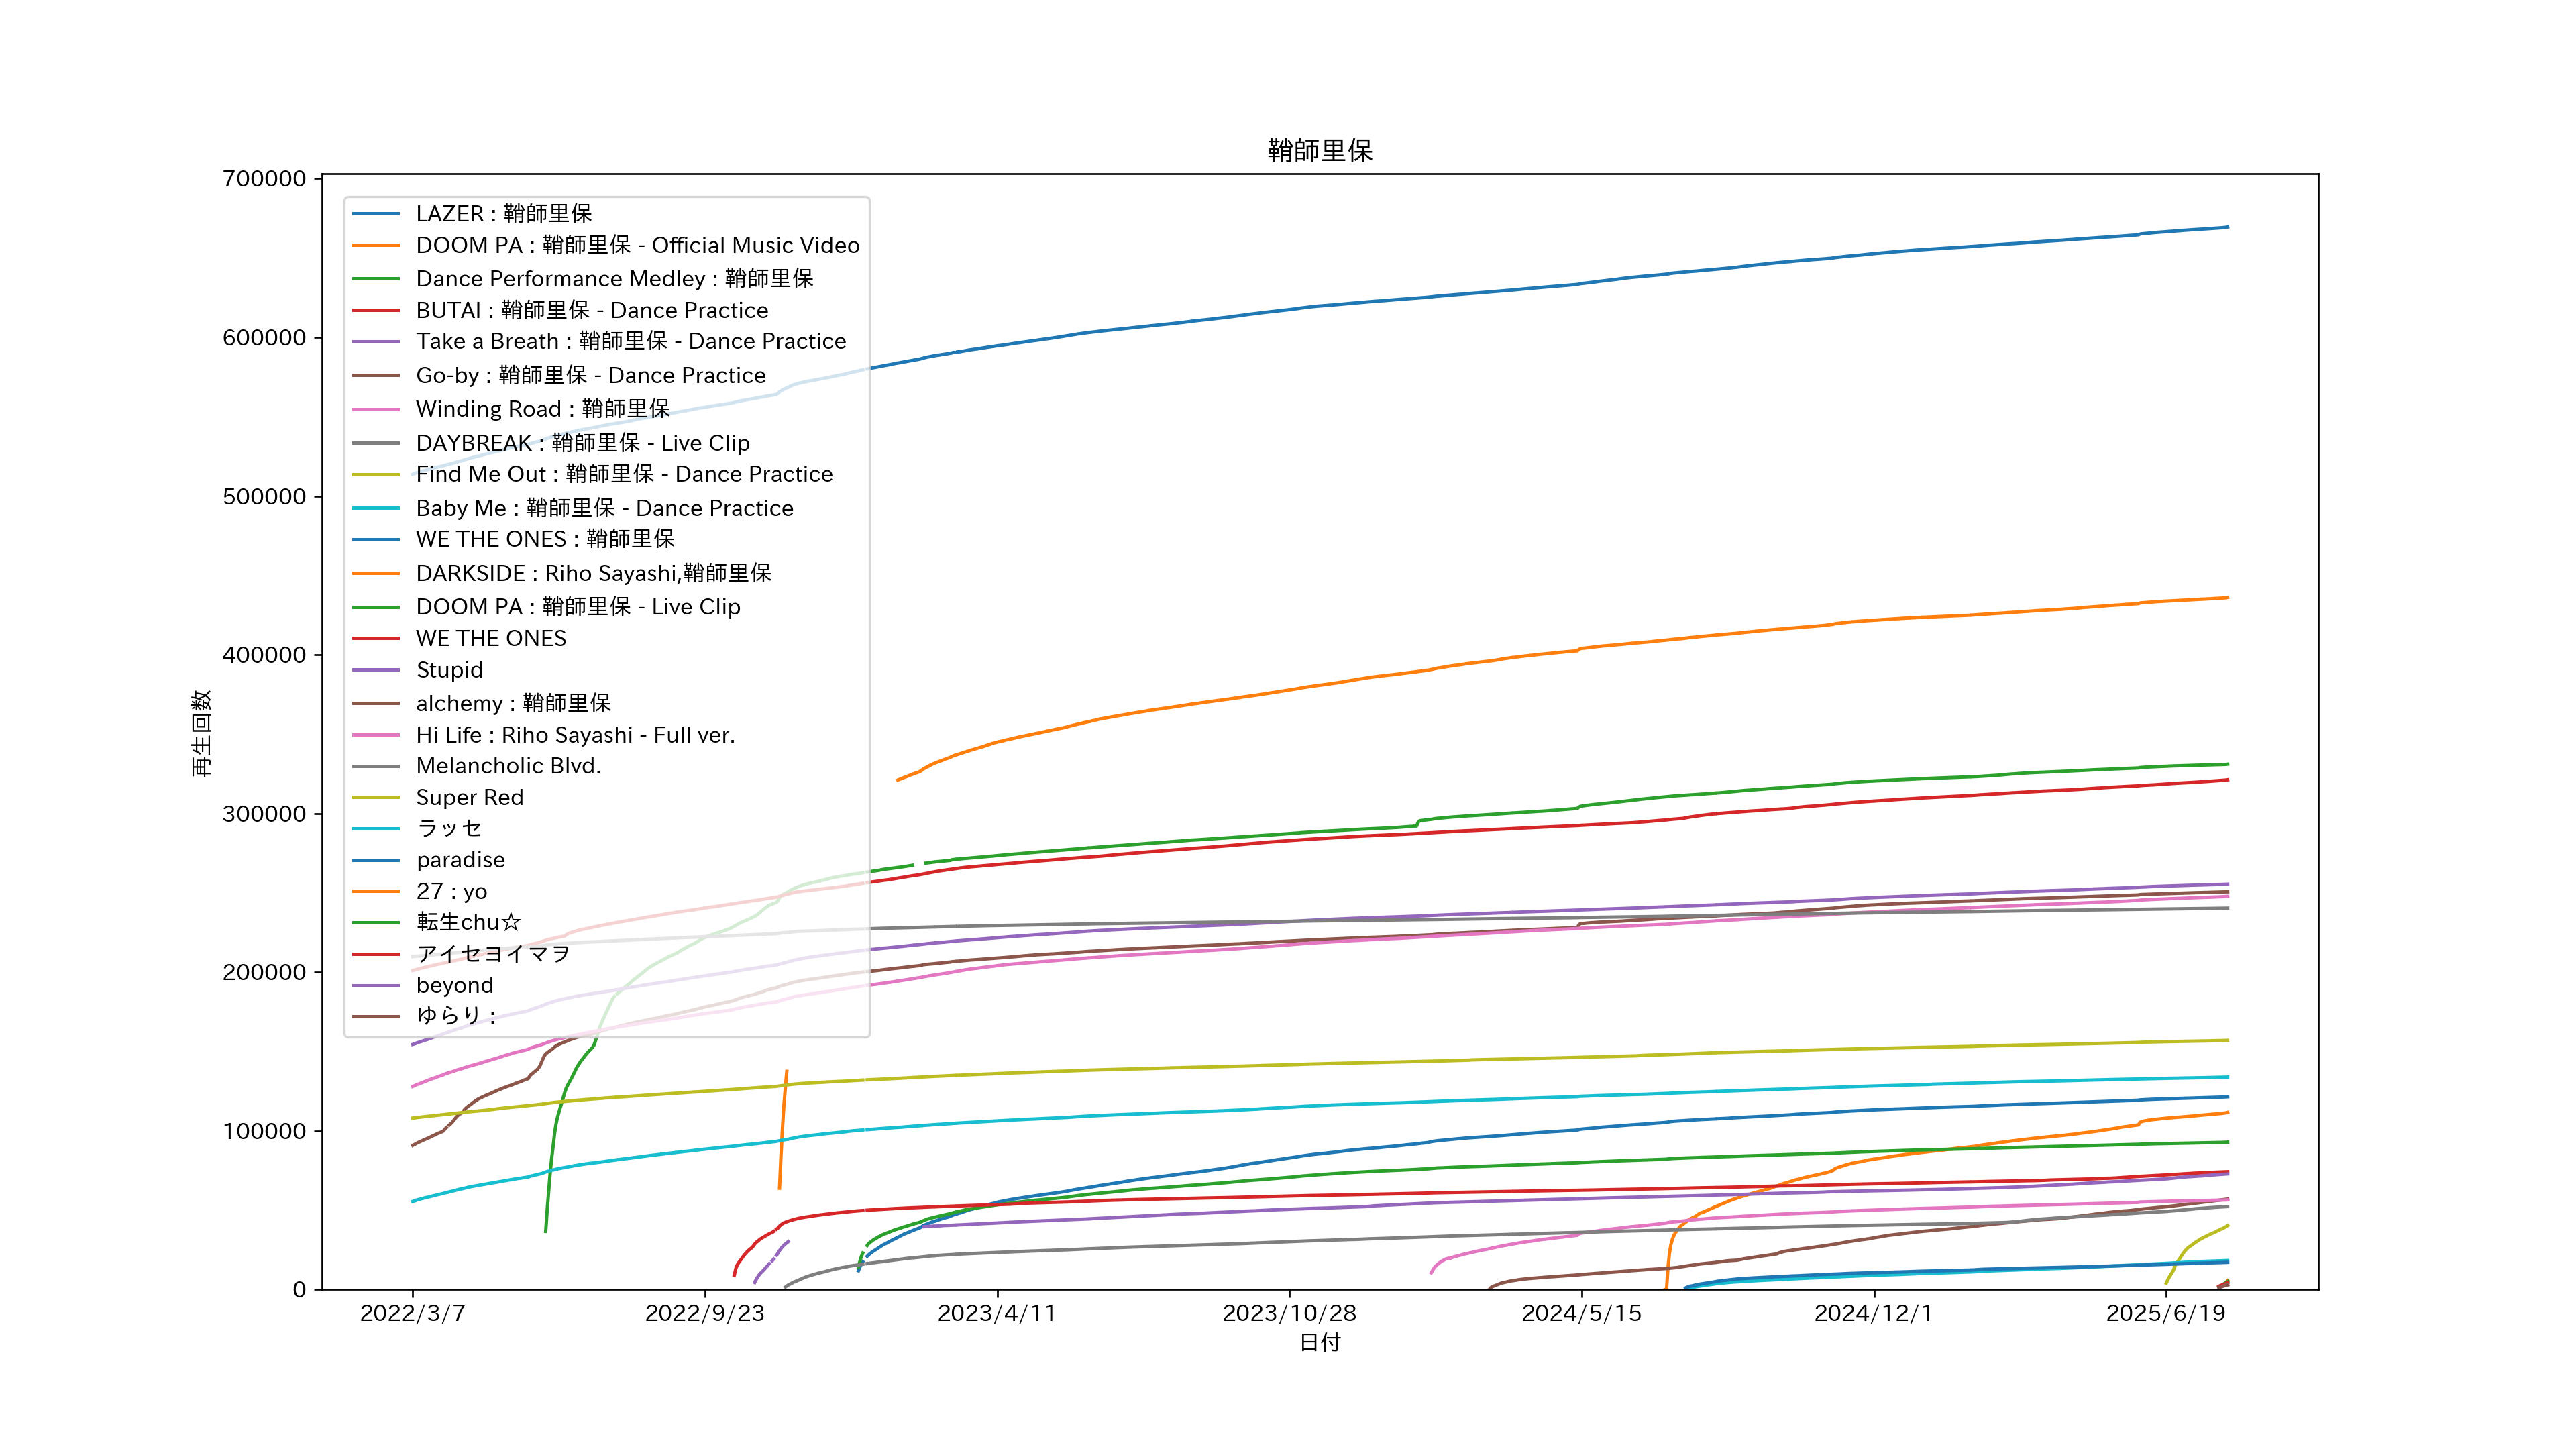 鞘師里保
700000
600000
500000
400000
300000
200000
100000
0
再生回数
LAZER : 鞘師里保
DOOM PA : 鞘師里保 - Official Music Video
Dance Performance Medley : 鞘師里保
BUTAI : 鞘師里保 - Dance Practice
Take a Breath : 鞘師里保 - Dance Practice
Go-by : 鞘師里保 - Dance Practice
Winding Road : 鞘師里保
DAYBREAK : 鞘師里保 - Live Clip
Find Me Out : 鞘師里保 - Dance Practice
Baby Me : 鞘師里保 - Dance Practice
WE THE ONES : 鞘師里保
DARKSIDE : Riho Sayashi,鞘師里保
DOOM PA : 鞘師里保 - Live Clip
WE THE ONES
Stupid
alchemy : 鞘師里保
Hi Life : Riho Sayashi - Full ver.
Melancholic Blvd.
Super Red
ラッセ
paradise
27 : yo
転生chu☆
アイセヨイマヲ
beyond
ゆらり :
2022/3/7
2022/9/23
2023/4/11
2023/10/28
2024/5/15
2024/12/1
2025/6/19
日付